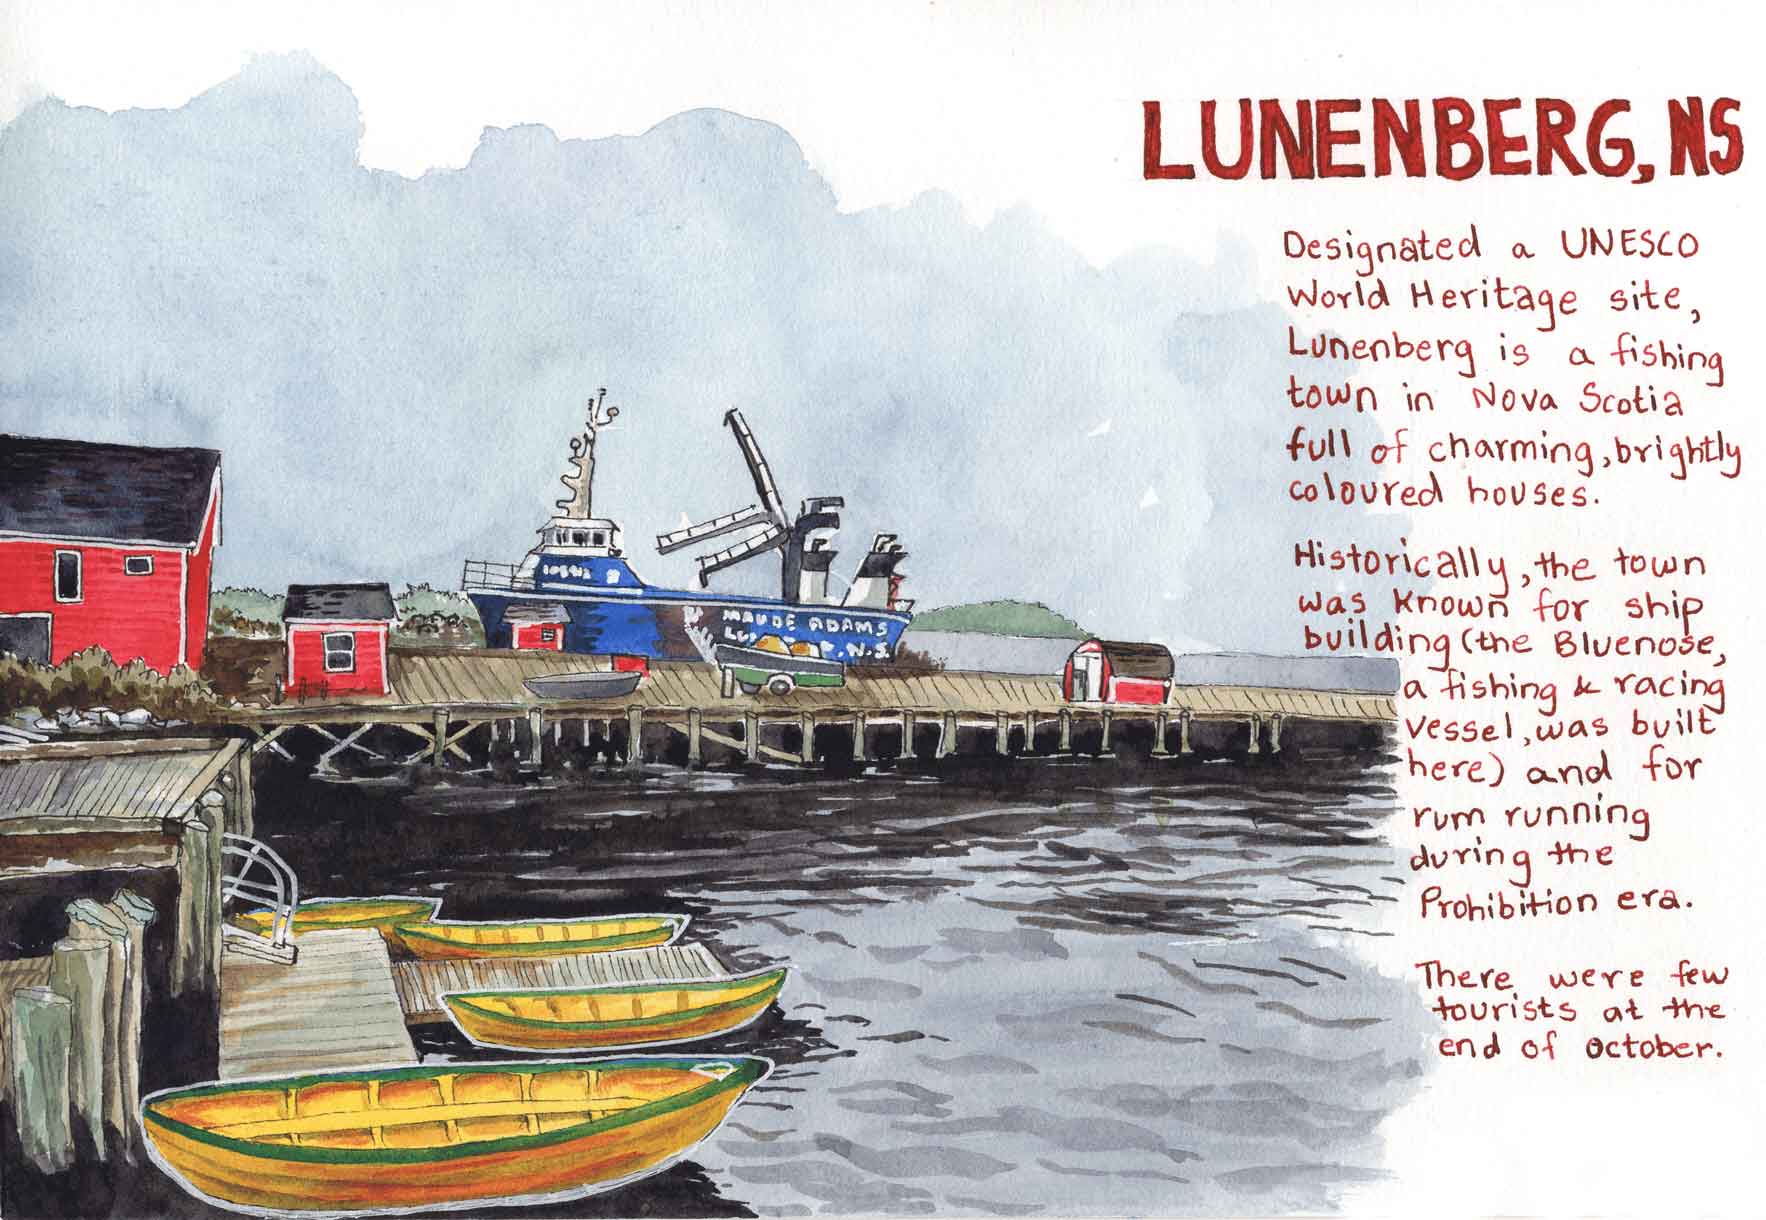 LUNENBERG, NS
Designated a UNESCO
World Heritage site,
Lunenberg is a fishing
town in Nova Scotia
full of charming, brightly
coloured houses.
Historically, the town
was known for ship
building (the Bluenose,
a fishing & racing
vessel, was built
here) and for
rum running
during the
Prohibition era.
There were few
tourists at the
end of October.
MAUDE ADAMS
N.S.